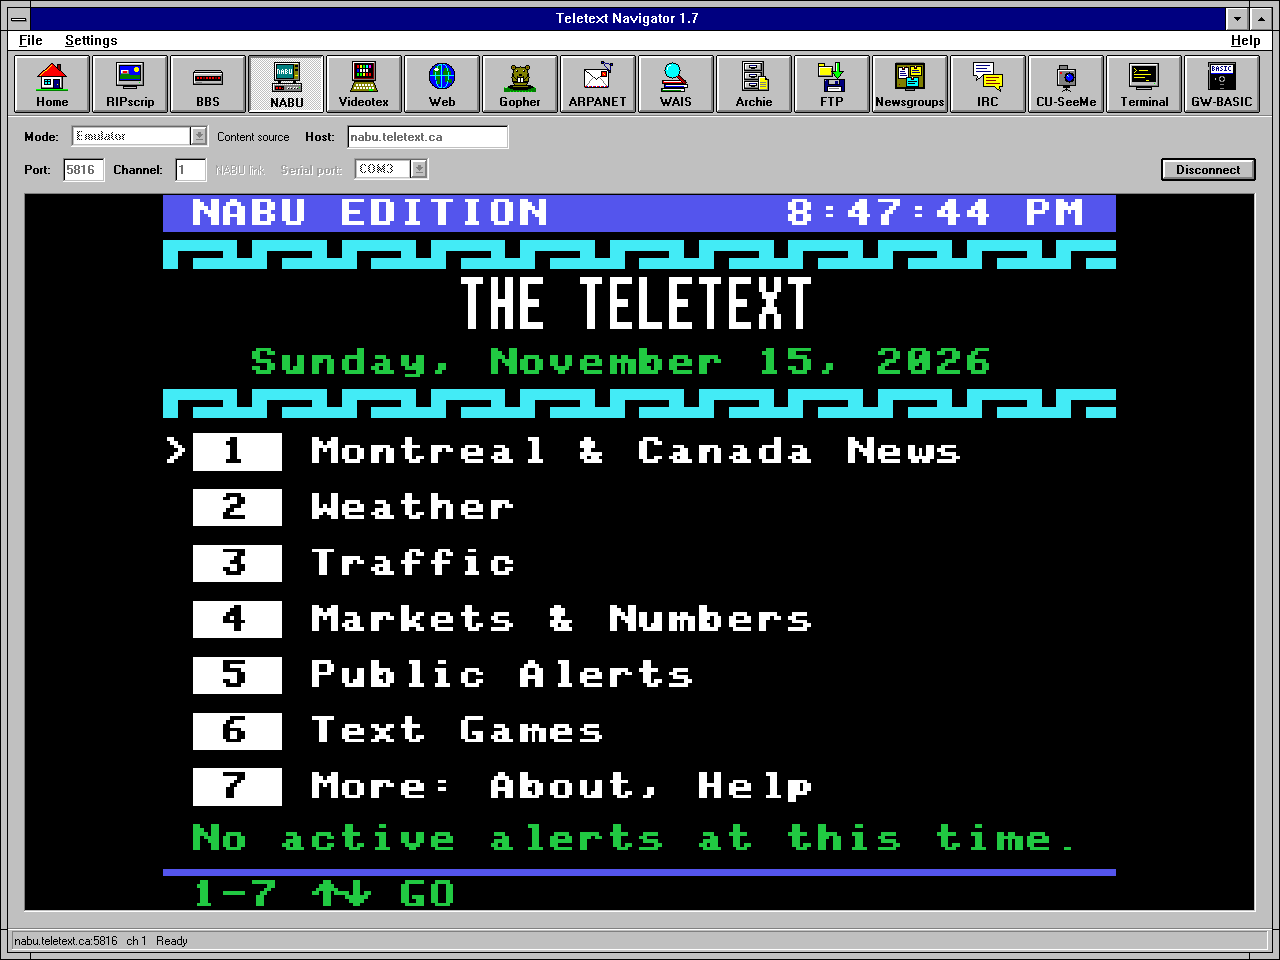 Teletext Navigator 1.7
File Settings Help
Home RIPscrip BBS NABU Videotex Web Gopher ARPANET WAIS Archie FTP Newsgroups IRC CU-SeeMe Terminal GW-BASIC
Mode: Emulator Content source Host: nabu.teletext.ca
Port: 5816 Channel: 1 NABU link Serial port: COM3 Disconnect
NABU EDITION 8:47:44 PM
THE TELETEXT
Sunday, November 15, 2026
>1 Montreal & Canada News
2 Weather
3 Traffic
4 Markets & Numbers
5 Public Alerts
6 Text Games
7 More: About, Help
No active alerts at this time.
1-7 ↑↓ GO
nabu.teletext.ca:5816 ch 1 Ready